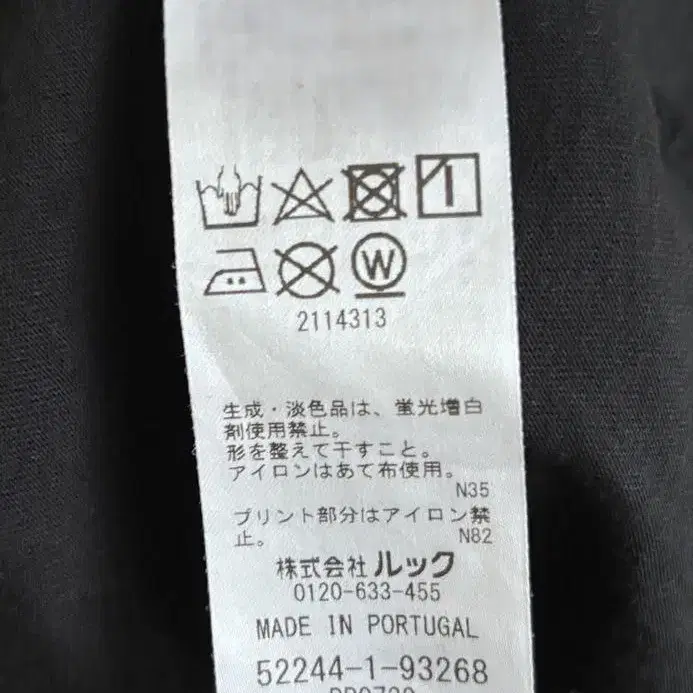 W
2114313
生成・淡色品は、蛍光増白
剤使用禁止。
形を整えて干すこと。
アイロンはあて布使用。
N35
プリント部分はアイロン禁
止。 N82
株式会社 ルック
0120-633-455
MADE IN PORTUGAL
52244-1-93268